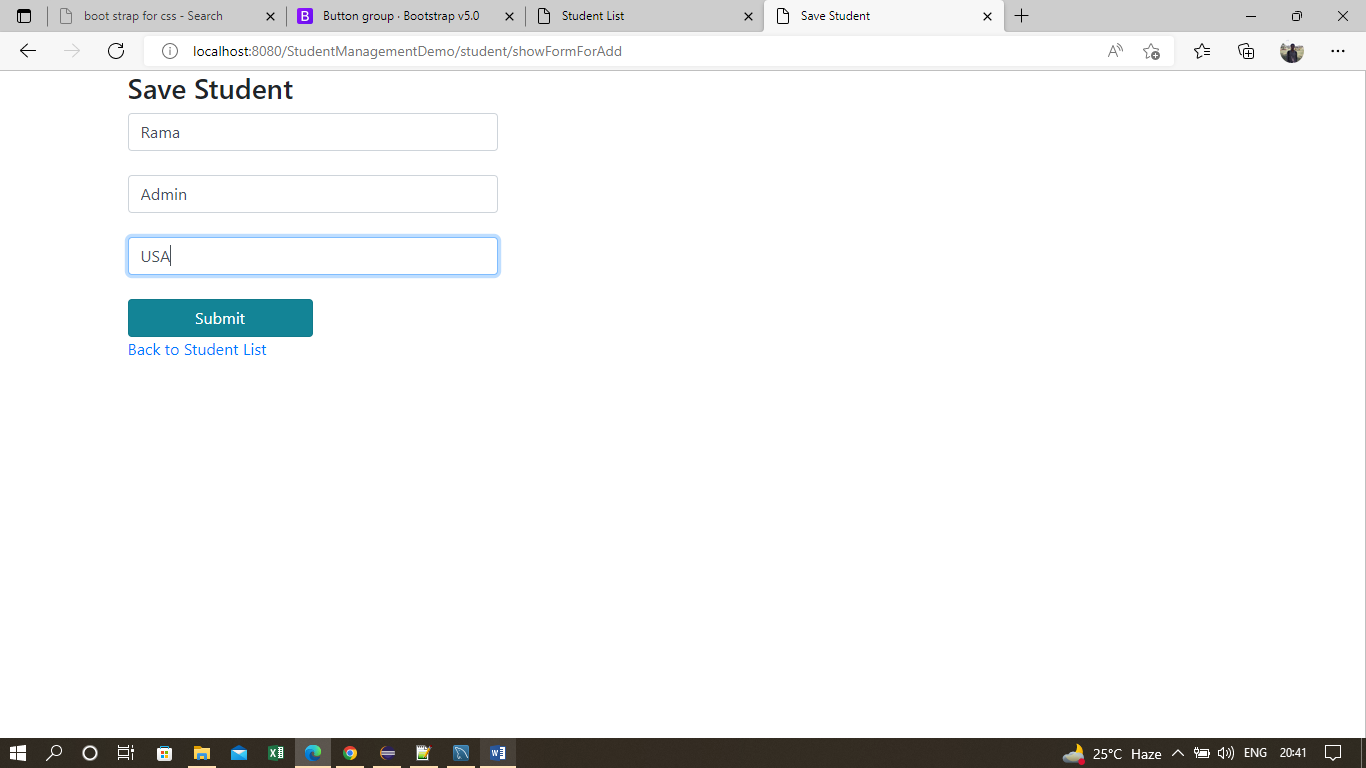 boot strap for css - Search
Button group · Bootstrap v5.0
Student List
Save Student
localhost:8080/StudentManagementDemo/student/showFormForAdd
Save Student
Rama
Admin
USA
Submit
Back to Student List
25°C Haze
ENG
20:41